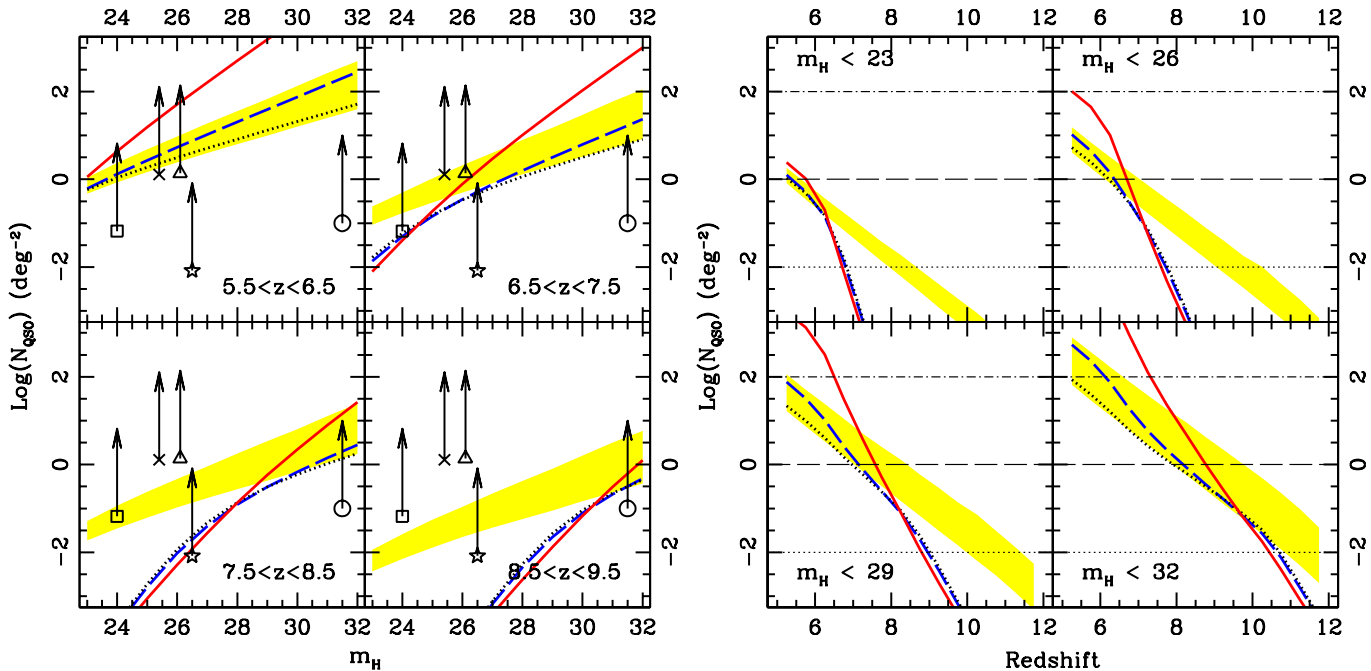 24 26 28 30 32 24 26 28 30 32
6 8 10 12 6 8 10 12
m_H < 23
m_H < 26
2 2 2 2
0 0 0 0
-2 -2 -2 -2
5.5<z<6.5
6.5<z<7.5
Log(N_QSO) (deg^-2)
Log(N_QSO) (deg^-2)
2 2 2 2
0 0 0 0
-2 -2 -2 -2
7.5<z<8.5
8.5<z<9.5
m_H < 29
m_H < 32
24 26 28 30 32 24 26 28 30 32
6 8 10 12 6 8 10 12
m_H
Redshift